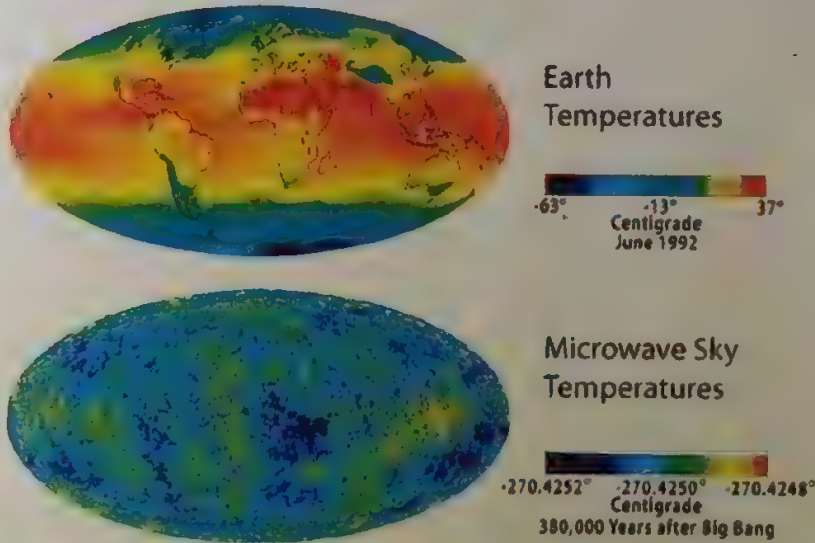 Earth
Temperatures
-63° -13° 37°
Centigrade
June 1992
Microwave Sky
Temperatures
-270.4252° -270.4250° -270.4248°
Centigrade
380,000 Years after Big Bang